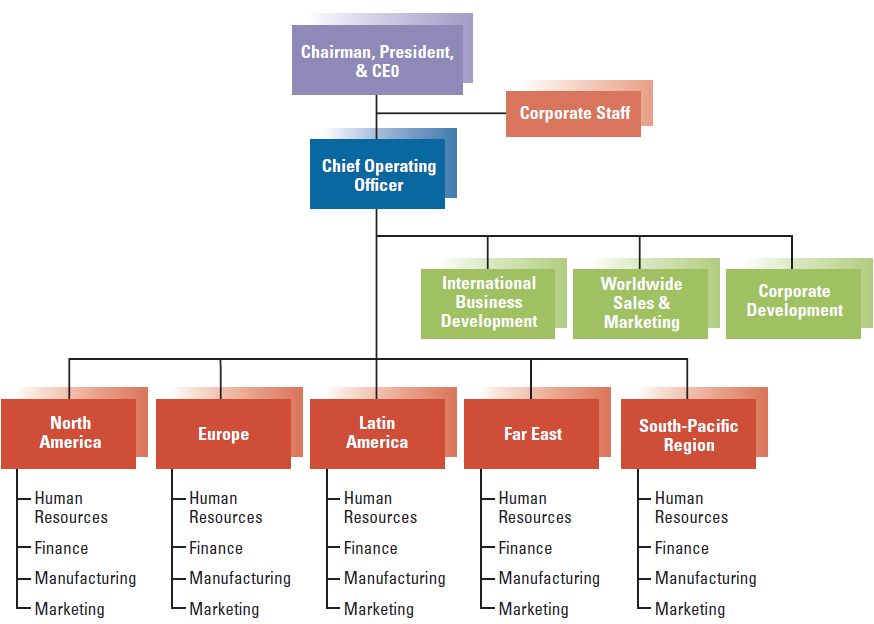 Chairman, President,
& CEO
Corporate Staff
Chief Operating
Officer
International
Business
Development
Worldwide
Sales &
Marketing
Corporate
Development
North
America
Europe
Latin
America
Far East
South-Pacific
Region
Human
Resources
Finance
Manufacturing
Marketing
Human
Resources
Finance
Manufacturing
Marketing
Human
Resources
Finance
Manufacturing
Marketing
Human
Resources
Finance
Manufacturing
Marketing
Human
Resources
Finance
Manufacturing
Marketing